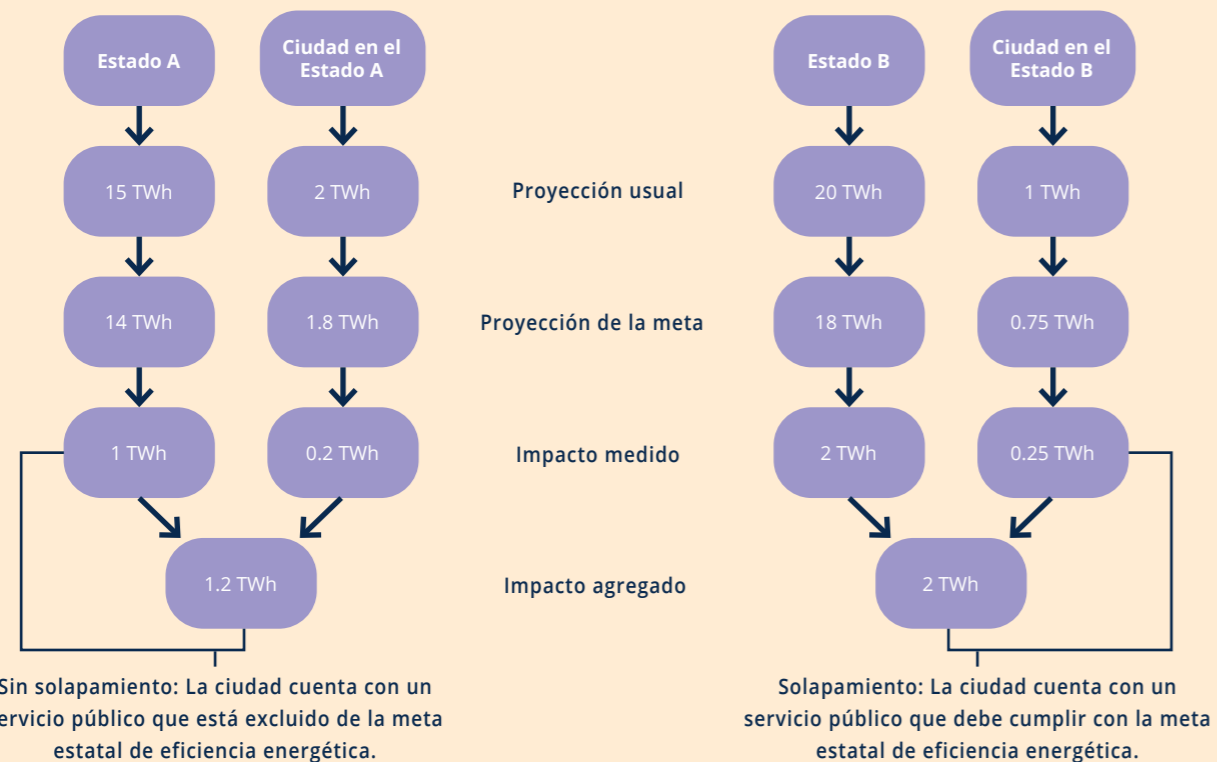 Estado A
Ciudad en el
Estado A
Estado B
Ciudad en el
Estado B
15 TWh
2 TWh
Proyección usual
20 TWh
1 TWh
14 TWh
1.8 TWh
Proyección de la meta
18 TWh
0.75 TWh
1 TWh
0.2 TWh
Impacto medido
2 TWh
0.25 TWh
1.2 TWh
Impacto agregado
2 TWh
Sin solapamiento: La ciudad cuenta con un
ervicio público que está excluido de la meta
estatal de eficiencia energética.
Solapamiento: La ciudad cuenta con un
servicio público que debe cumplir con la meta
estatal de eficiencia energética.